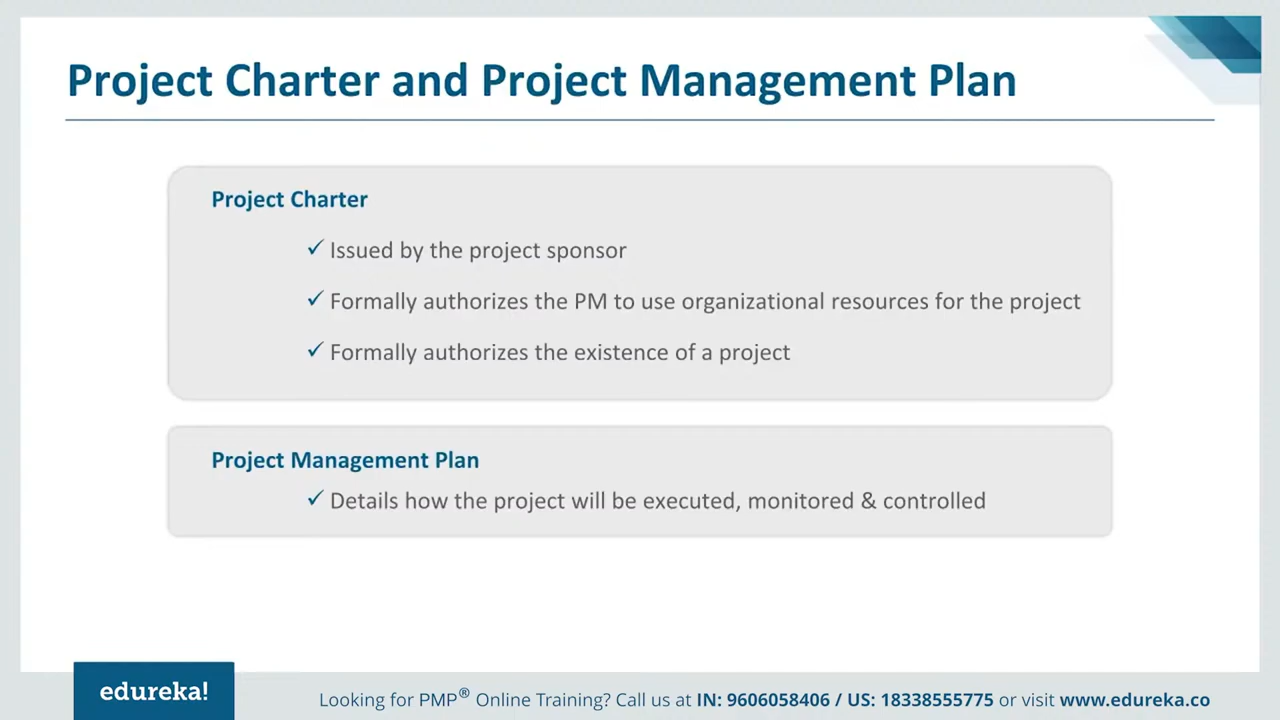 Project Charter and Project Management Plan
Project Charter
✓ Issued by the project sponsor
✓ Formally authorizes the PM to use organizational resources for the project
✓ Formally authorizes the existence of a project
Project Management Plan
✓ Details how the project will be executed, monitored & controlled
edureka!
Looking for PMP® Online Training? Call us at IN: 9606058406 / US: 18338555775 or visit www.edureka.co